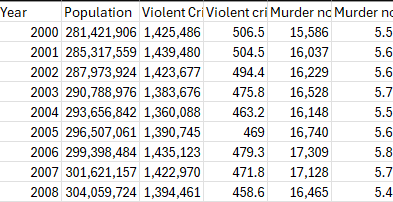 Year Population Violent Cri Violent cri Murder no Murder no
2000 281,421,906 1,425,486 506.5 15,586 5.5
2001 285,317,559 1,439,480 504.5 16,037 5.6
2002 287,973,924 1,423,677 494.4 16,229 5.6
2003 290,788,976 1,383,676 475.8 16,528 5.7
2004 293,656,842 1,360,088 463.2 16,148 5.5
2005 296,507,061 1,390,745 469 16,740 5.6
2006 299,398,484 1,435,123 479.3 17,309 5.8
2007 301,621,157 1,422,970 471.8 17,128 5.7
2008 304,059,724 1,394,461 458.6 16,465 5.4